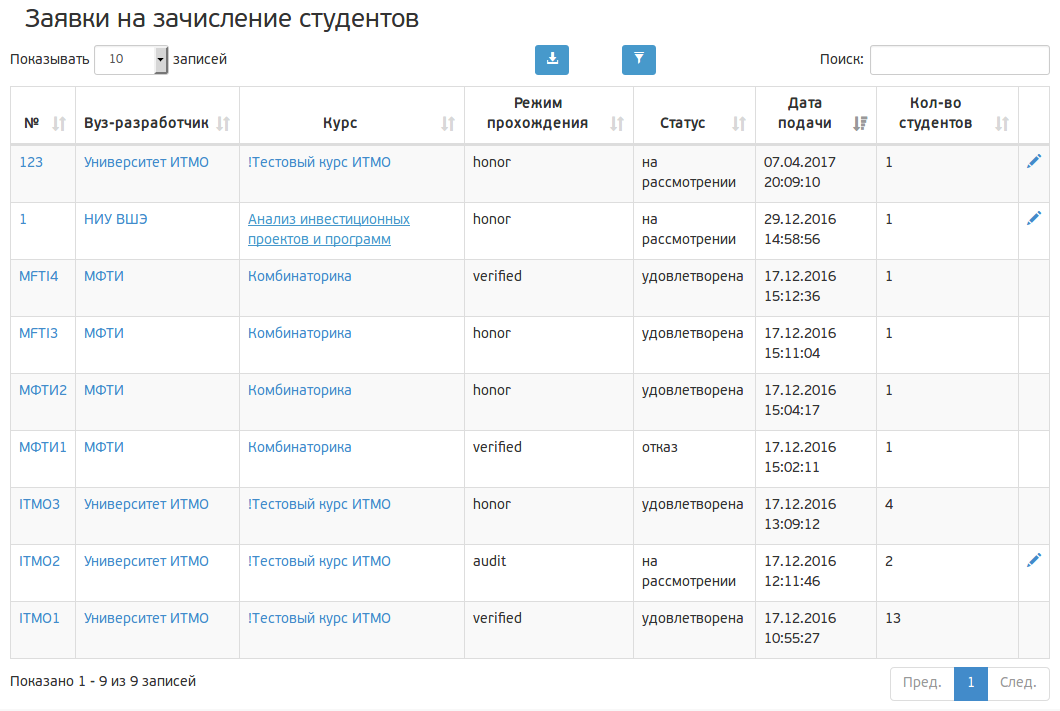 Заявки на зачисление студентов
Показывать 10 записей Поиск:
№ Вуз-разработчик Курс Режим прохождения Статус Дата подачи Кол-во студентов
123 Университет ИТМО !Тестовый курс ИТМО honor на рассмотрении 07.04.2017 20:09:10 1
1 НИУ ВШЭ Анализ инвестиционных проектов и программ honor на рассмотрении 29.12.2016 14:58:56 1
MFTI4 МФТИ Комбинаторика verified удовлетворена 17.12.2016 15:12:36 1
MFTI3 МФТИ Комбинаторика honor удовлетворена 17.12.2016 15:11:04 1
МФТИ2 МФТИ Комбинаторика honor удовлетворена 17.12.2016 15:04:17 1
МФТИ1 МФТИ Комбинаторика verified отказ 17.12.2016 15:02:11 1
ITMO3 Университет ИТМО !Тестовый курс ИТМО honor удовлетворена 17.12.2016 13:09:12 4
ITMO2 Университет ИТМО !Тестовый курс ИТМО audit на рассмотрении 17.12.2016 12:11:46 2
ITMO1 Университет ИТМО !Тестовый курс ИТМО verified удовлетворена 17.12.2016 10:55:27 13
Показано 1 - 9 из 9 записей Пред. 1 След.